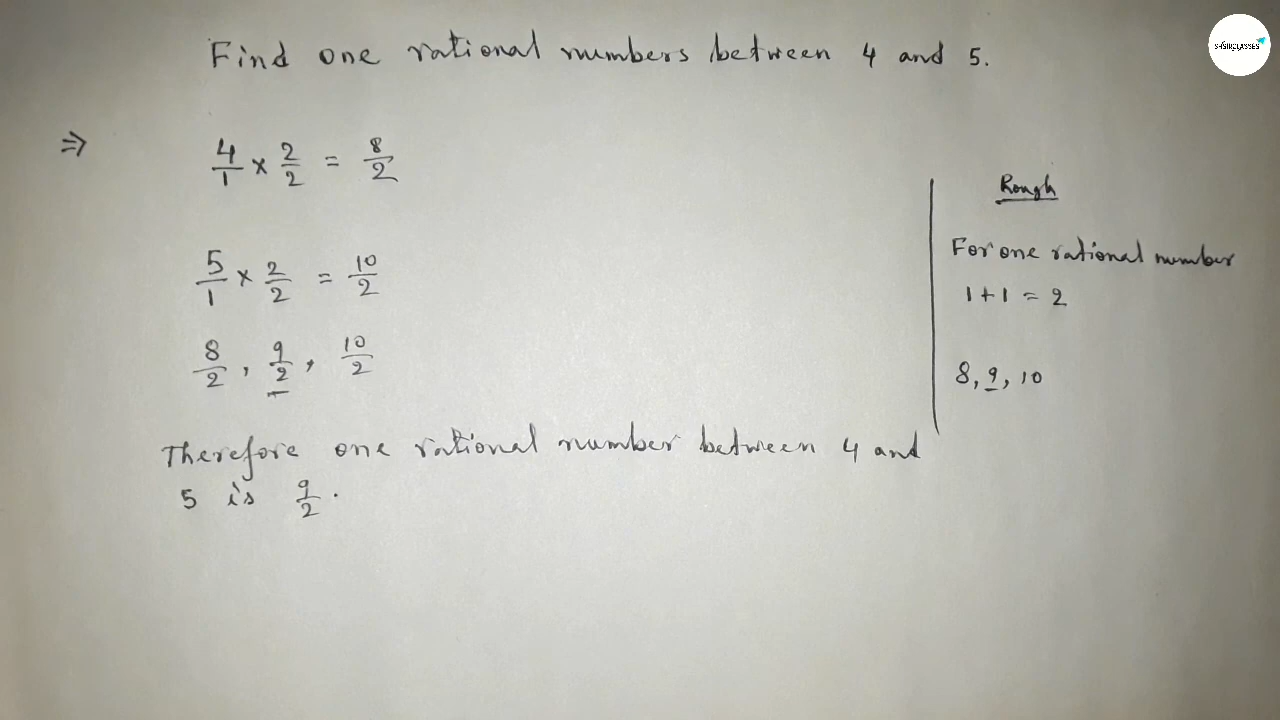 Find one rational numbers between 4 and 5.
⇒ 4/1 × 2/2 = 8/2
5/1 × 2/2 = 10/2
8/2, 9/2, 10/2
Therefore one rational number between 4 and
5 is 9/2.
Rough
For one rational number
1+1 = 2
8, 9, 10